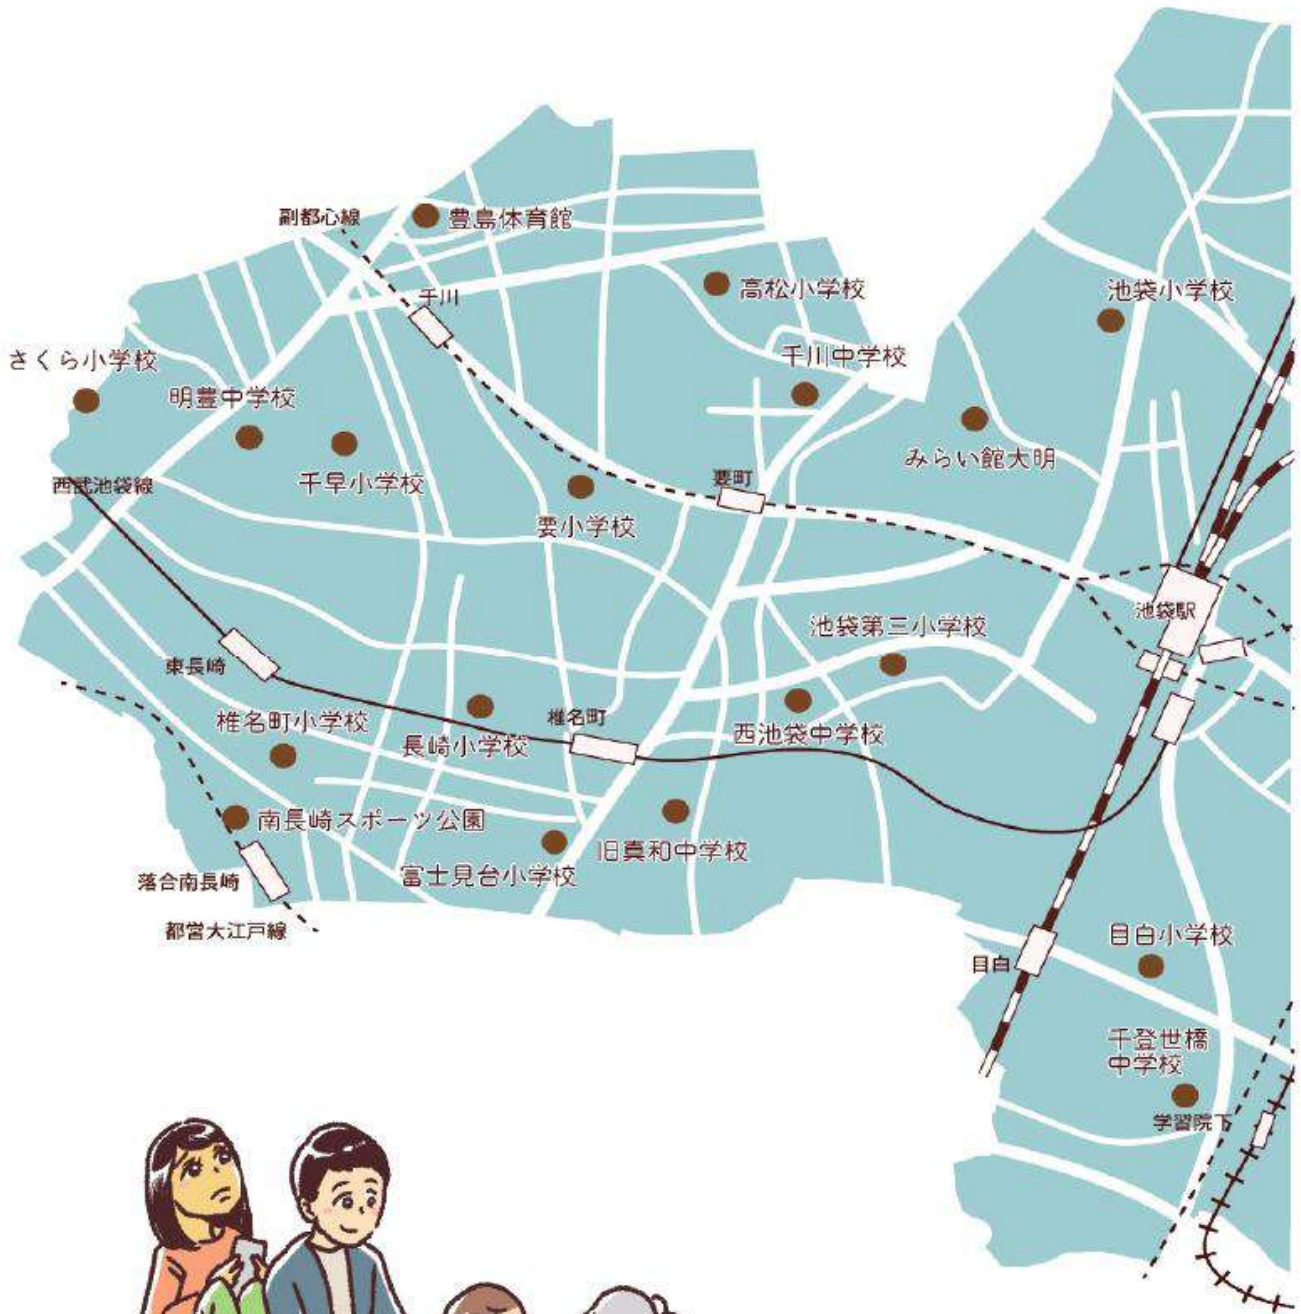 副都心線
豊島体育館
千川
高松小学校
池袋小学校
さくら小学校
明豊中学校
千川中学校
千早小学校
西武池袋線
要小学校
要町
みらい館大明
池袋駅
池袋第三小学校
東長崎
椎名町小学校
長崎小学校
椎名町
西池袋中学校
南長崎スポーツ公園
富士見台小学校
旧真和中学校
落合南長崎
都営大江戸線
目白
目白小学校
千登世橋
中学校
学習院下